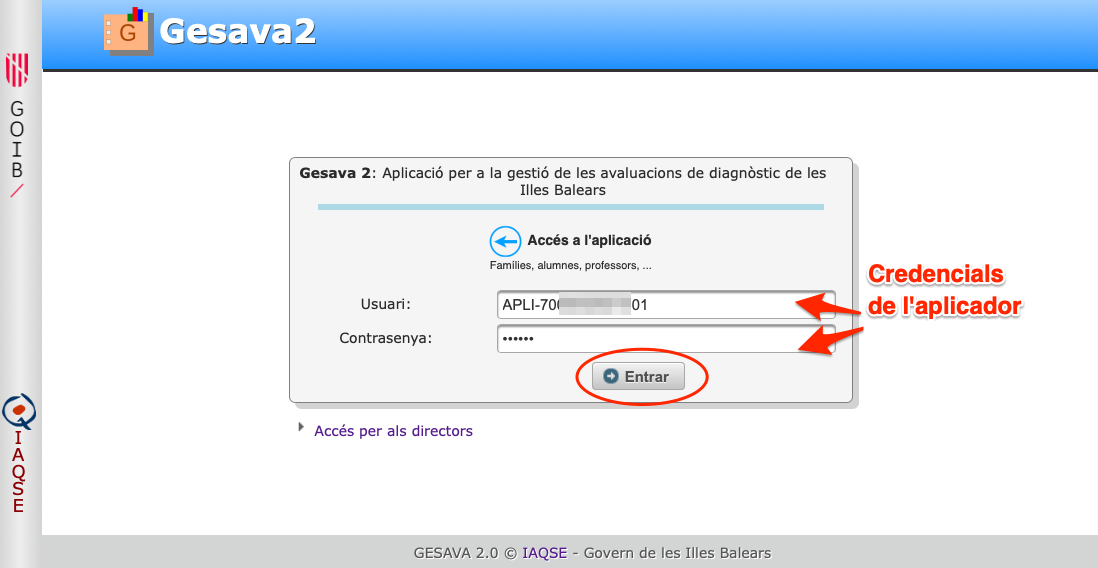 G Gesava2
G
O
I
B
Gesava 2: Aplicació per a la gestió de les avaluacions de diagnòstic de les
Illes Balears
Accés a l'aplicació
Famílies, alumnes, professors, ...
Usuari:
APLI-70 01
Contrasenya:
••••••
Entrar
Credencials
de l'aplicador
Accés per als directors
I
A
Q
S
E
GESAVA 2.0 © IAQSE - Govern de les Illes Balears